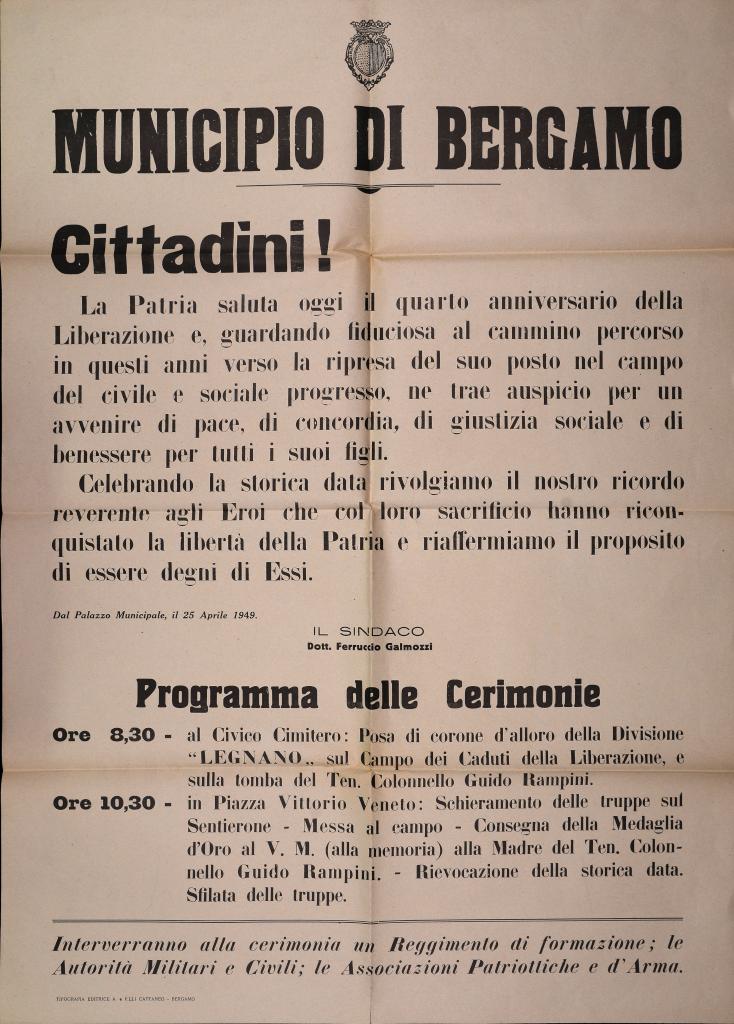 MUNICIPIO DI BERGAMO
Cittadini!
La Patria saluta oggi il quarto anniversario della
Liberazione e, guardando fiduciosa al cammino percorso
in questi anni verso la ripresa del suo posto nel campo
del civile e sociale progresso, ne trae auspicio per un
avvenire di pace, di concordia, di giustizia sociale e di
benessere per tutti i suoi figli.
Celebrando la storica data rivolgiamo il nostro ricordo
reverente agli Eroi che col loro sacrificio hanno ricon-
quistato la libertà della Patria e riaffermiamo il proposito
di essere degni di Essi.
Dal Palazzo Municipale, il 25 Aprile 1949.
IL SINDACO
Dott. Ferruccio Galmozzi
Programma delle Cerimonie
Ore 8,30 - al Civico Cimitero: Posa di corone d'alloro della Divisione
“LEGNANO„ sul Campo dei Caduti della Liberazione, e
sulla tomba del Ten. Colonnello Guido Rampini.
Ore 10,30 - in Piazza Vittorio Veneto: Schieramento delle truppe sul
Sentierone - Messa al campo - Consegna della Medaglia
d'Oro al V. M. (alla memoria) alla Madre del Ten. Colon-
nello Guido Rampini. - Rievocazione della storica data.
Sfilata delle truppe.
Interverranno alla cerimonia un Reggimento di formazione; le
Autorità Militari e Civili; le Associazioni Patriottiche e d'Arma.
TIPOGRAFIA EDITRICE A. & F.LLI CATTANEO - BERGAMO